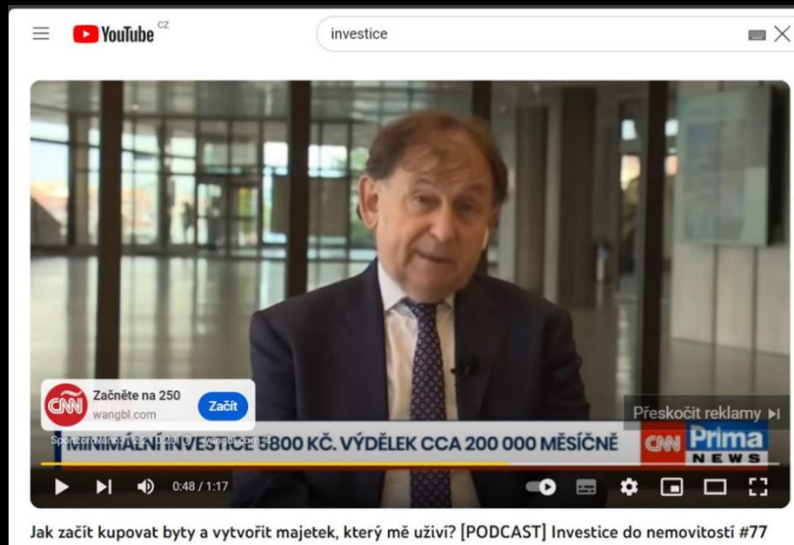 YouTube CZ
investice
CNN
Začněte na 250
wangbl.com
Začít
Přeskočit reklamy
MINIMÁLNÍ INVESTICE 5800 KČ. VÝDĚLEK CCA 200 000 MĚSÍČNĚ
CNN Prima
NEWS
0:48 / 1:17
Jak začít kupovat byty a vytvořit majetek, který mě uživí? [PODCAST] Investice do nemovitostí #77